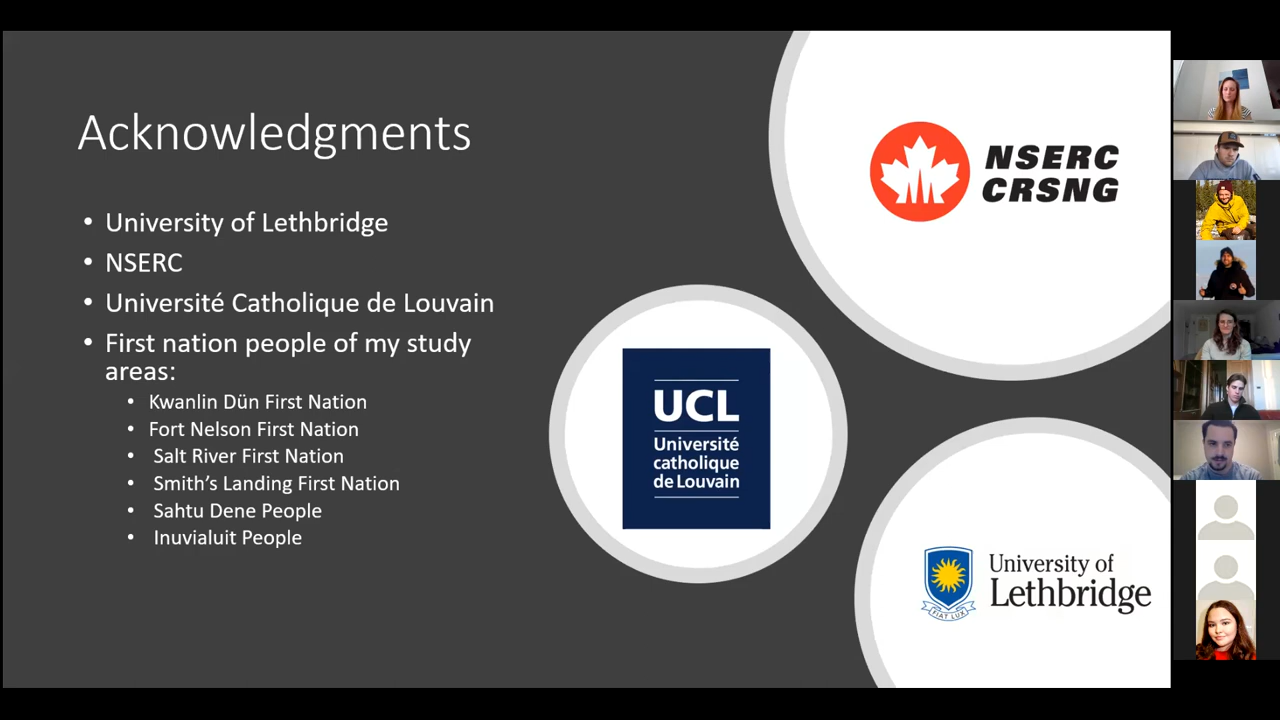 Acknowledgments
• University of Lethbridge
• NSERC
• Université Catholique de Louvain
• First nation people of my study
areas:
• Kwanlin Dün First Nation
• Fort Nelson First Nation
• Salt River First Nation
• Smith’s Landing First Nation
• Sahtu Dene People
• Inuvialuit People
NSERC
CRSNG
UCL
Université
catholique
de Louvain
University of
Lethbridge
FIAT LUX